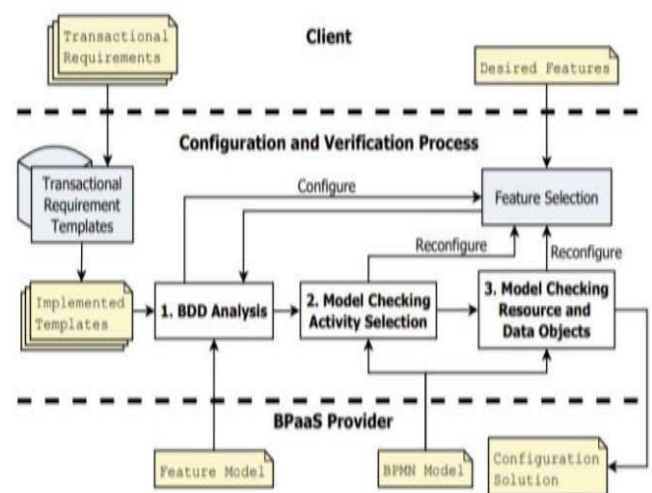 Transactional
Requirements
Client
Desired Features
Configuration and Verification Process
Transactional
Requirement
Templates
Configure
Feature Selection
Reconfigure
Reconfigure
Implemented
Templates
1. BDD Analysis
2. Model Checking
Activity Selection
3. Model Checking
Resource and
Data Objects
BPaaS Provider
Feature Model
BPMN Model
Configuration
Solution